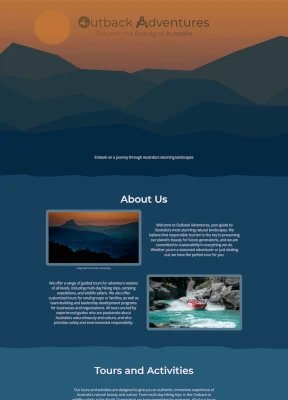 Outback Adventures
Discover the Beauty of Australia
Embark on a journey through Australia's stunning landscapes
About Us
Welcome to Outback Adventures, your guide to
Australia's most stunning natural landscapes. We
believe that responsible tourism is the key to preserving
our planet's beauty for future generations, and we are
committed to sustainability in everything we do.
Whether you're a seasoned adventurer or just starting
out, we have the perfect tour for you.
We offer a range of guided tours for adventure seekers
of all levels, including multi-day hiking trips, camping
expeditions, and wildlife safaris. We also offer
customised tours for small groups or families, as well as
team-building and leadership development programs
for businesses and organisations. All tours are led by
experienced guides who are passionate about
Australia's natural beauty and culture, and who
prioritise safety and environmental responsibility.
Tours and Activities
Our tours and activities are designed to give you an authentic, immersive experience of
Australia's natural beauty and culture. From multi-day hiking trips in the Outback to